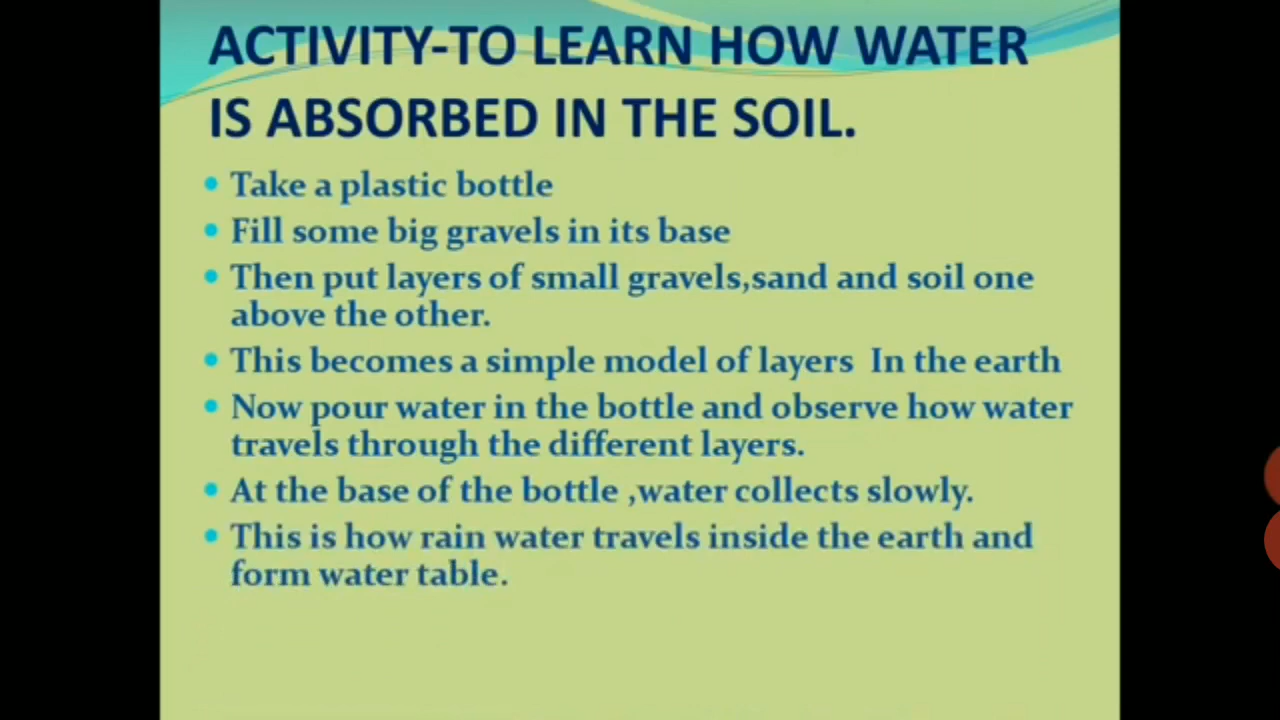 ACTIVITY-TO LEARN HOW WATER
IS ABSORBED IN THE SOIL.
• Take a plastic bottle
• Fill some big gravels in its base
• Then put layers of small gravels,sand and soil one
above the other.
• This becomes a simple model of layers  In the earth
• Now pour water in the bottle and observe how water
travels through the different layers.
• At the base of the bottle ,water collects slowly.
• This is how rain water travels inside the earth and
form water table.